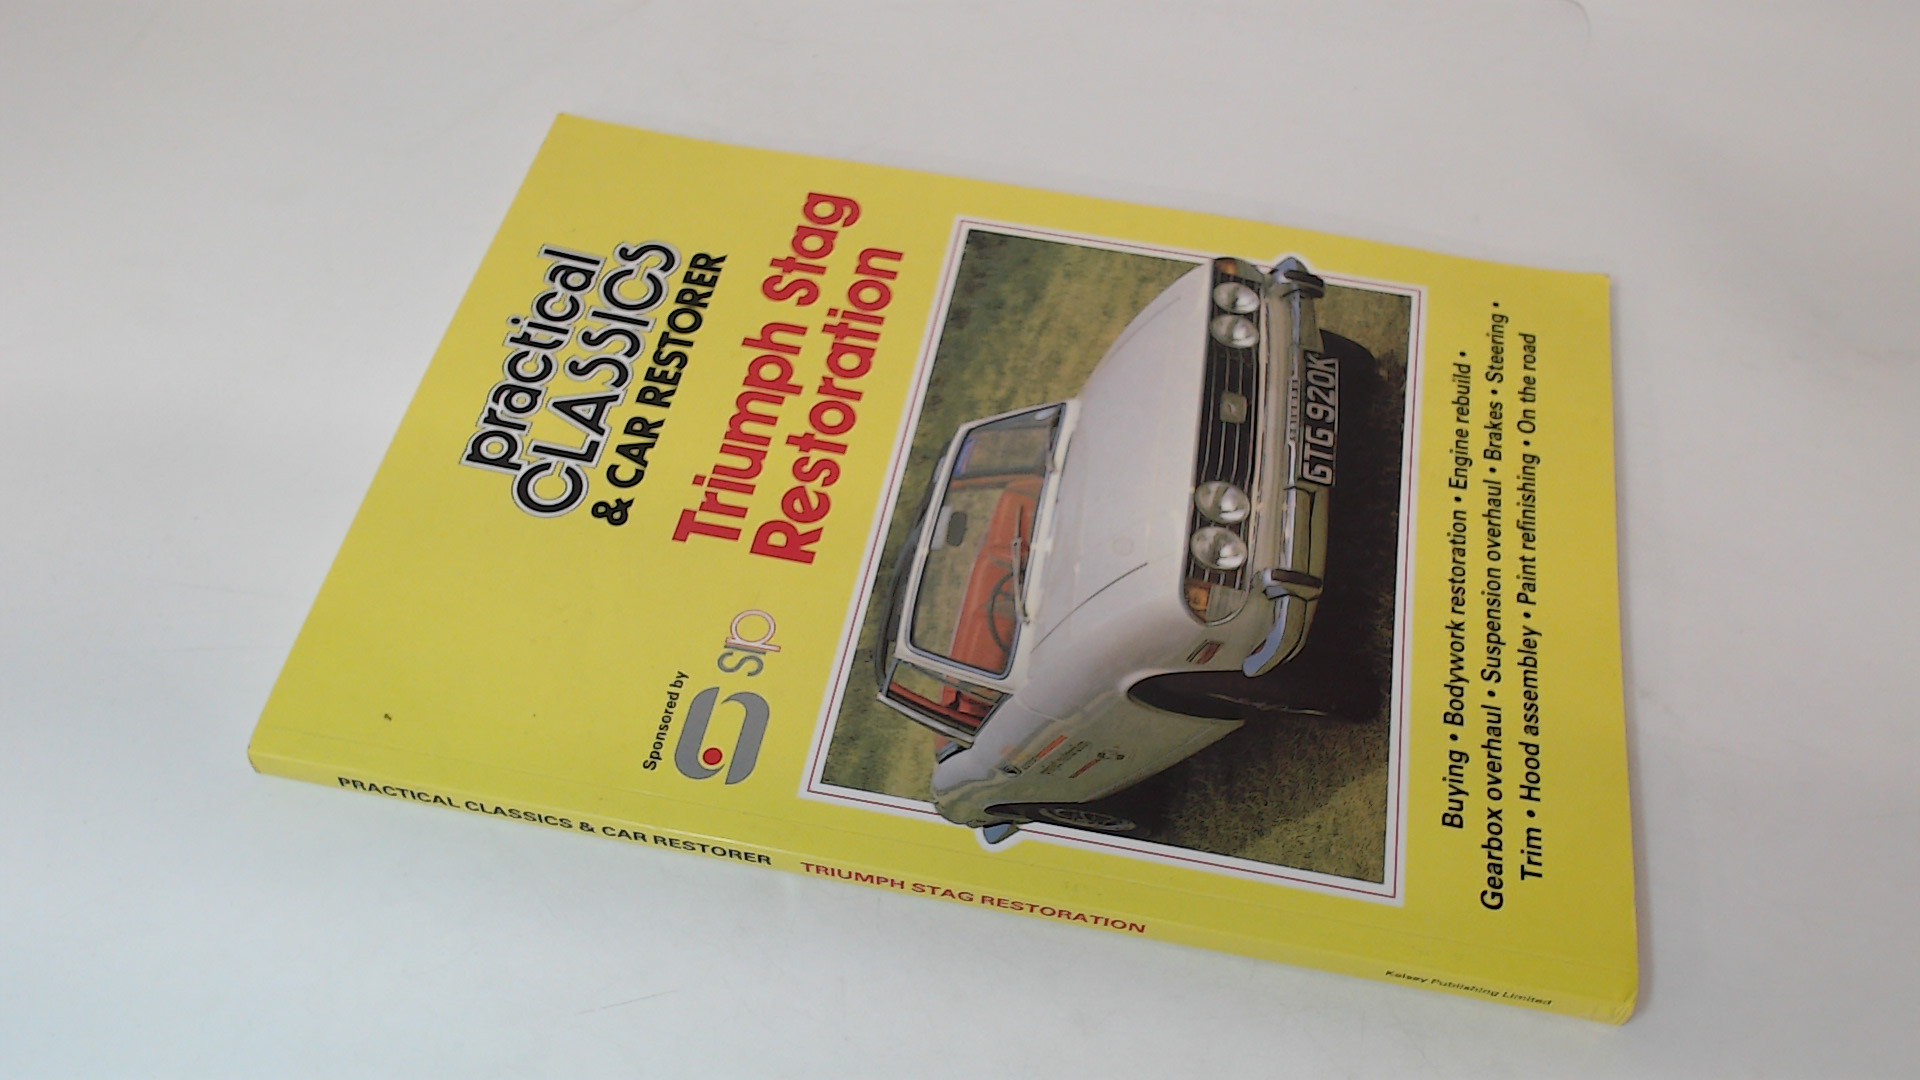 practical
CLASSICS
& CAR RESTORER
Triumph Stag
Restoration
Sponsored by
sip
GTG 920K
Buying • Bodywork restoration • Engine rebuild •
Gearbox overhaul • Suspension overhaul • Brakes • Steering •
Trim • Hood assembley • Paint refinishing • On the road
PRACTICAL CLASSICS & CAR RESTORER TRIUMPH STAG RESTORATION
Kelsey Publishing Limited